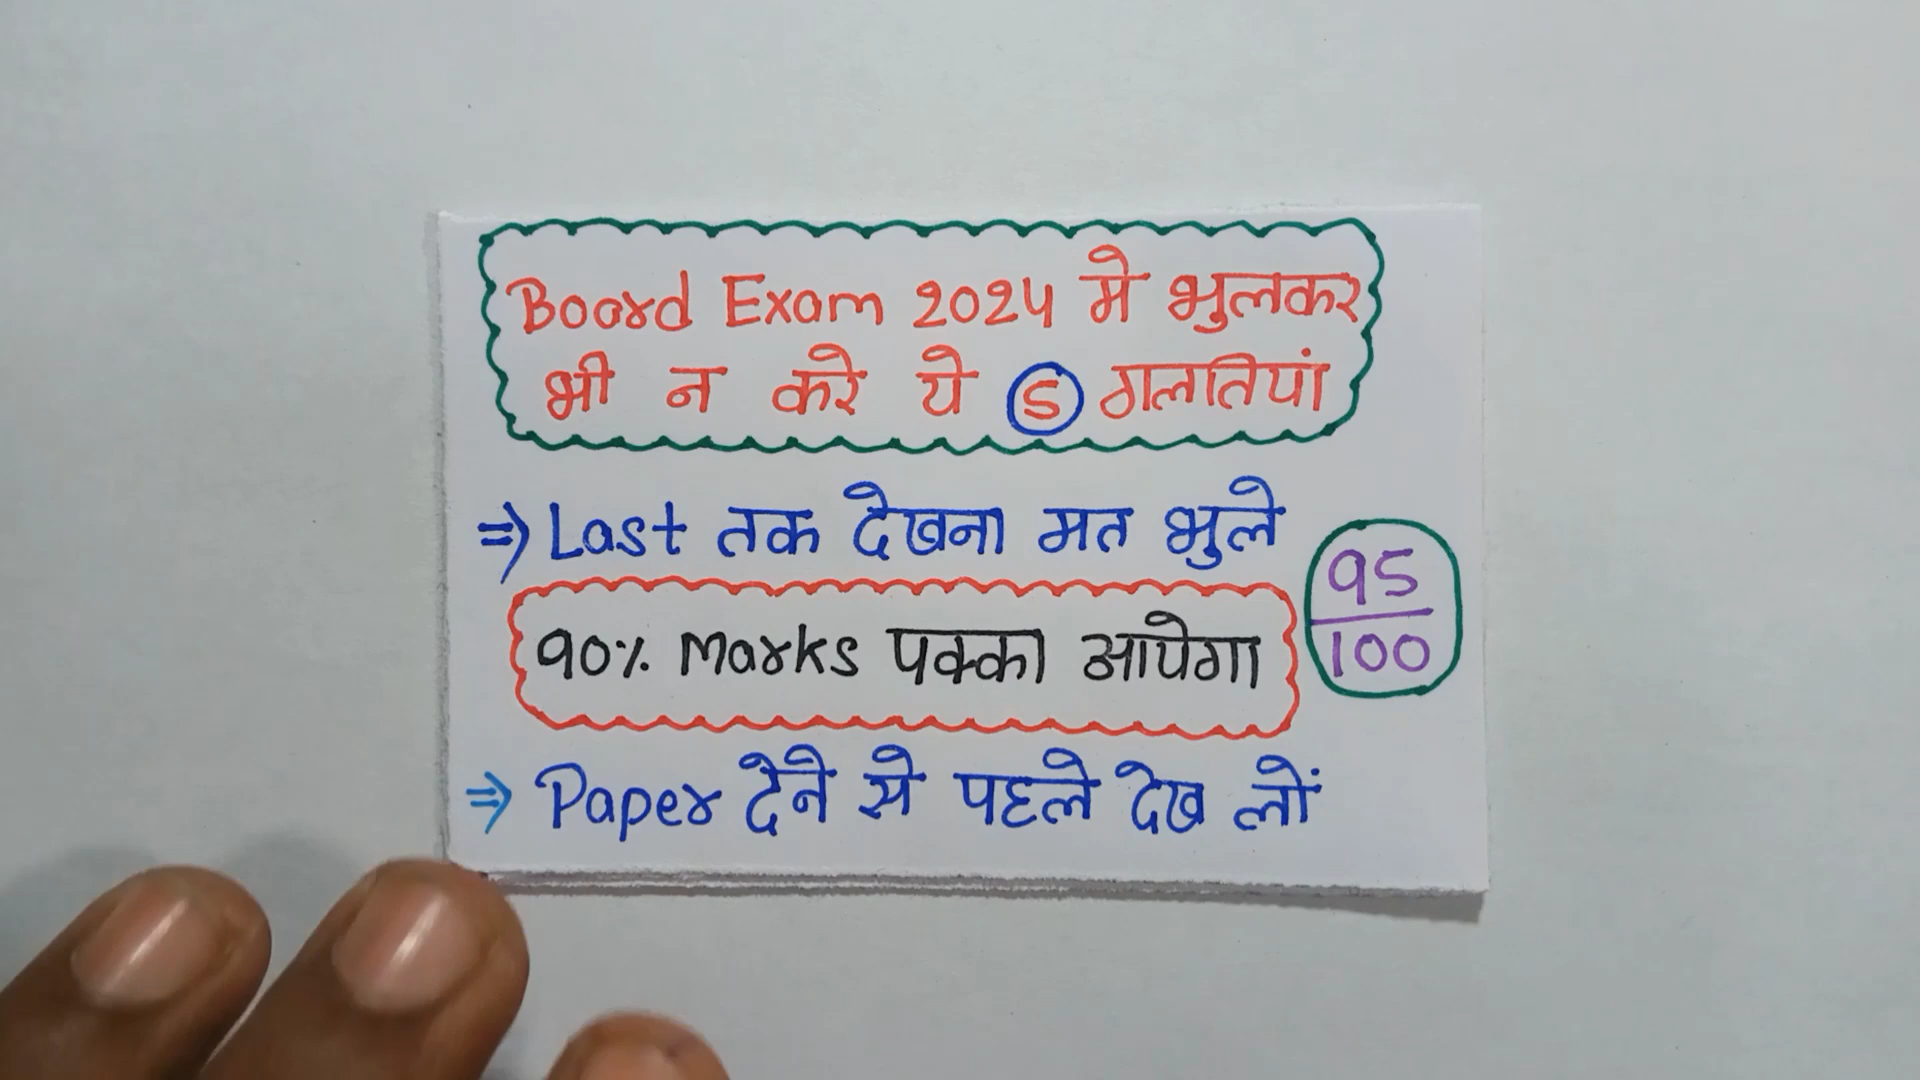 Board Exam 2024 मे भुलकर
भी न करे ये 5 गलतियां
⇒ Last तक देखना मत भुले
90% Marks पक्का आयेगा
95
100
⇒ Paper देने से पहले देख लों